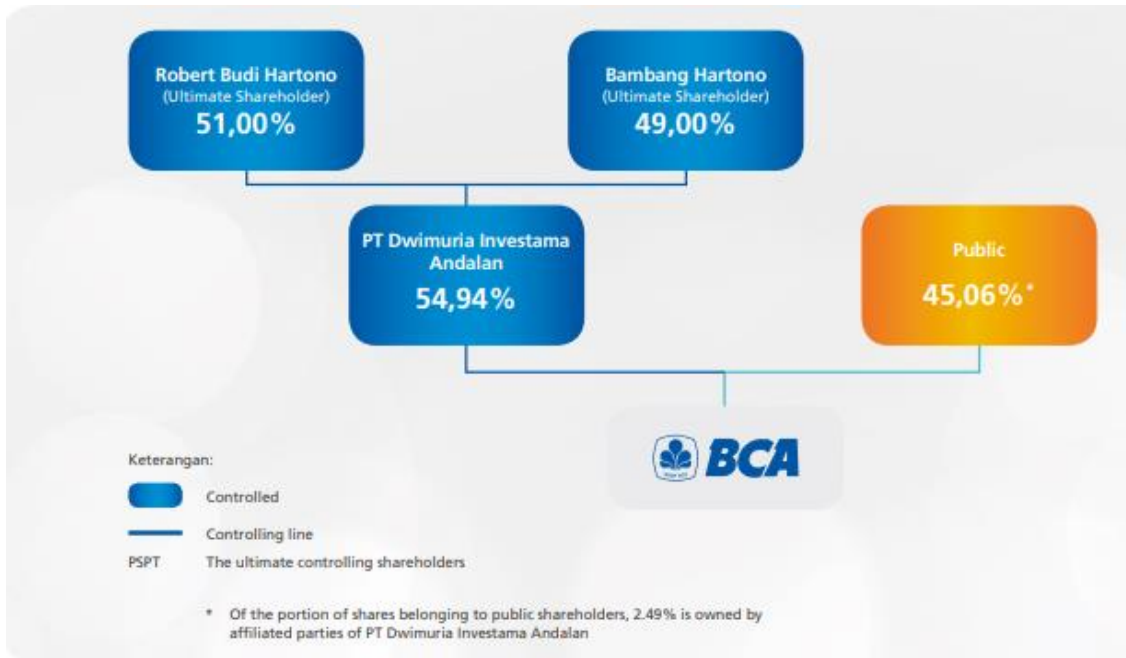 Robert Budi Hartono
(Ultimate Shareholder)
51,00%
Bambang Hartono
(Ultimate Shareholder)
49,00%
PT Dwimuria Investama
Andalan
54,94%
Public
45,06%*
BCA
Keterangan:
Controlled
Controlling line
PSPT The ultimate controlling shareholders
* Of the portion of shares belonging to public shareholders, 2.49% is owned by
affiliated parties of PT Dwimuria Investama Andalan